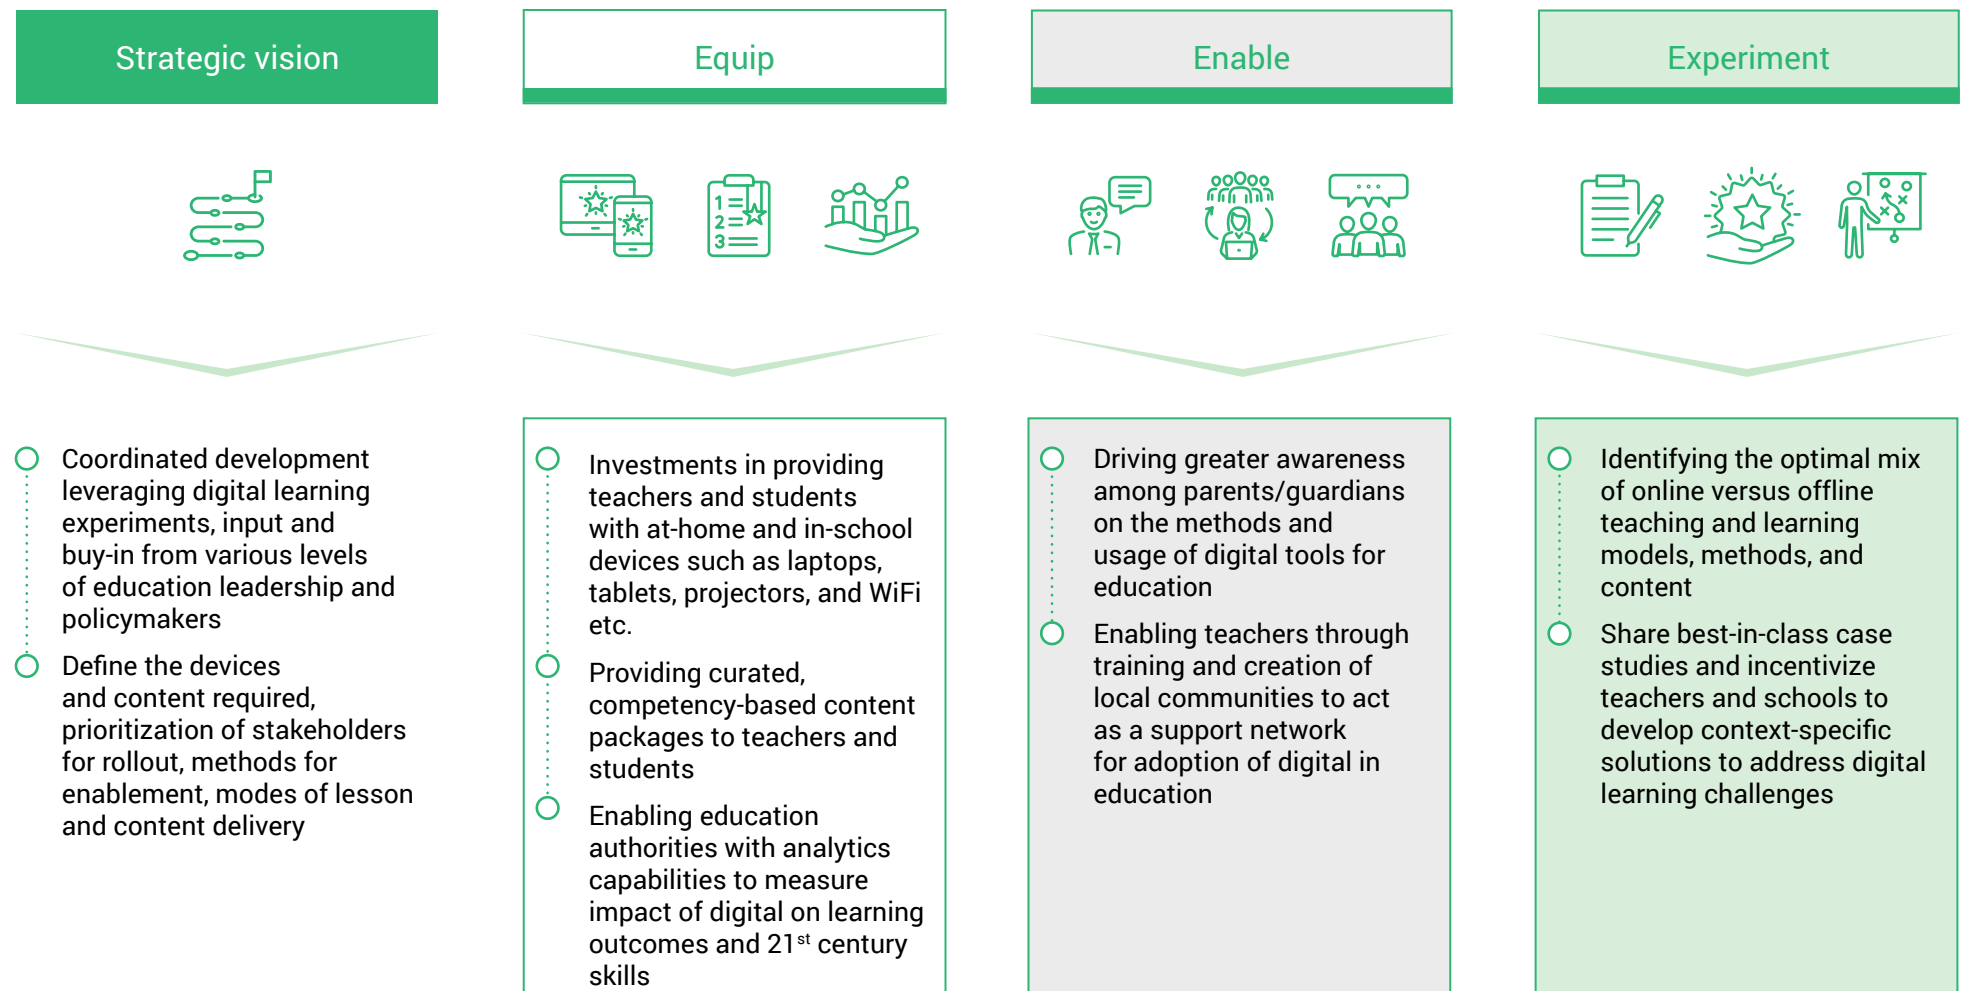 Strategic vision
Coordinated development
leveraging digital learning
experiments, input and
buy-in from various levels
of education leadership and
policymakers
Define the devices
and content required,
prioritization of stakeholders
for rollout, methods for
enablement, modes of lesson
and content delivery
Equip
1
2
3
Investments in providing
teachers and students
with at-home and in-school
devices such as laptops,
tablets, projectors, and WiFi
etc.
Providing curated,
competency-based content
packages to teachers and
students
Enabling education
authorities with analytics
capabilities to measure
impact of digital on learning
outcomes and 21st century
skills
Enable
Driving greater awareness
among parents/guardians
on the methods and
usage of digital tools for
education
Enabling teachers through
training and creation of
local communities to act
as a support network
for adoption of digital in
education
Experiment
Identifying the optimal mix
of online versus offline
teaching and learning
models, methods, and
content
Share best-in-class case
studies and incentivize
teachers and schools to
develop context-specific
solutions to address digital
learning challenges